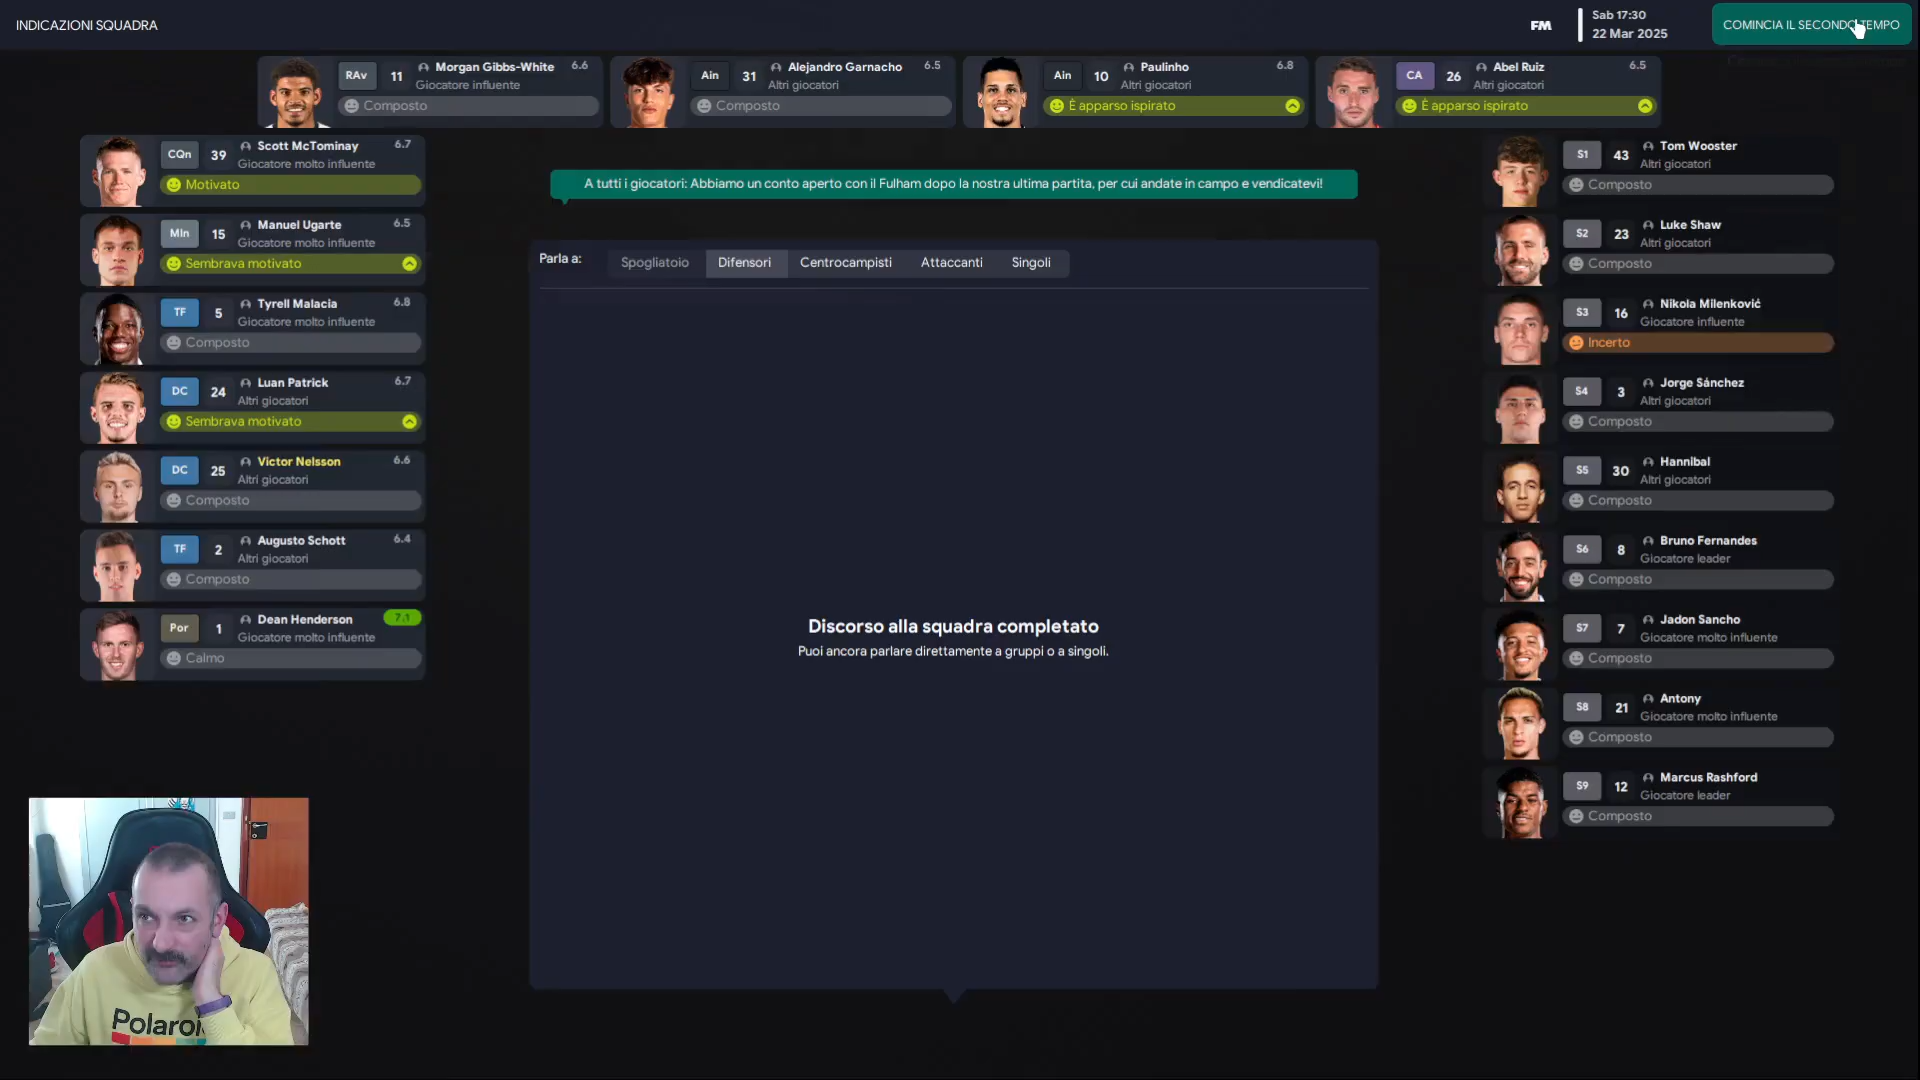 INDICAZIONI SQUADRA
FM
Sab 17:30
22 Mar 2025
COMINCIA IL SECONDO TEMPO
RAv 11 Morgan Gibbs-White 6.6
Giocatore influente
Composto
Ain 31 Alejandro Garnacho 6.5
Altri giocatori
Composto
Ain 10 Paulinho 6.8
Altri giocatori
È apparso ispirato
CA 26 Abel Ruiz 6.5
Altri giocatori
È apparso ispirato
CQn 39 Scott McTominay 6.7
Giocatore molto influente
Motivato
MIn 15 Manuel Ugarte 6.5
Giocatore molto influente
Sembrava motivato
TF 5 Tyrell Malacia 6.8
Giocatore molto influente
Composto
DC 24 Luan Patrick 6.7
Altri giocatori
Sembrava motivato
DC 25 Victor Nelsson 6.6
Altri giocatori
Composto
TF 2 Augusto Schott 6.4
Altri giocatori
Composto
Por 1 Dean Henderson 7.1
Giocatore molto influente
Calmo
A tutti i giocatori: Abbiamo un conto aperto con il Fulham dopo la nostra ultima partita, per cui andate in campo e vendicatevi!
Parla a: Spogliatoio Difensori Centrocampisti Attaccanti Singoli
Discorso alla squadra completato
Puoi ancora parlare direttamente a gruppi o a singoli.
S1 43 Tom Wooster
Altri giocatori
Composto
S2 23 Luke Shaw
Altri giocatori
Composto
S3 16 Nikola Milenković
Giocatore influente
Incerto
S4 3 Jorge Sánchez
Altri giocatori
Composto
S5 30 Hannibal
Altri giocatori
Composto
S6 8 Bruno Fernandes
Giocatore leader
Composto
S7 7 Jadon Sancho
Giocatore molto influente
Composto
S8 21 Antony
Giocatore molto influente
Composto
S9 12 Marcus Rashford
Giocatore leader
Composto
Polaroi